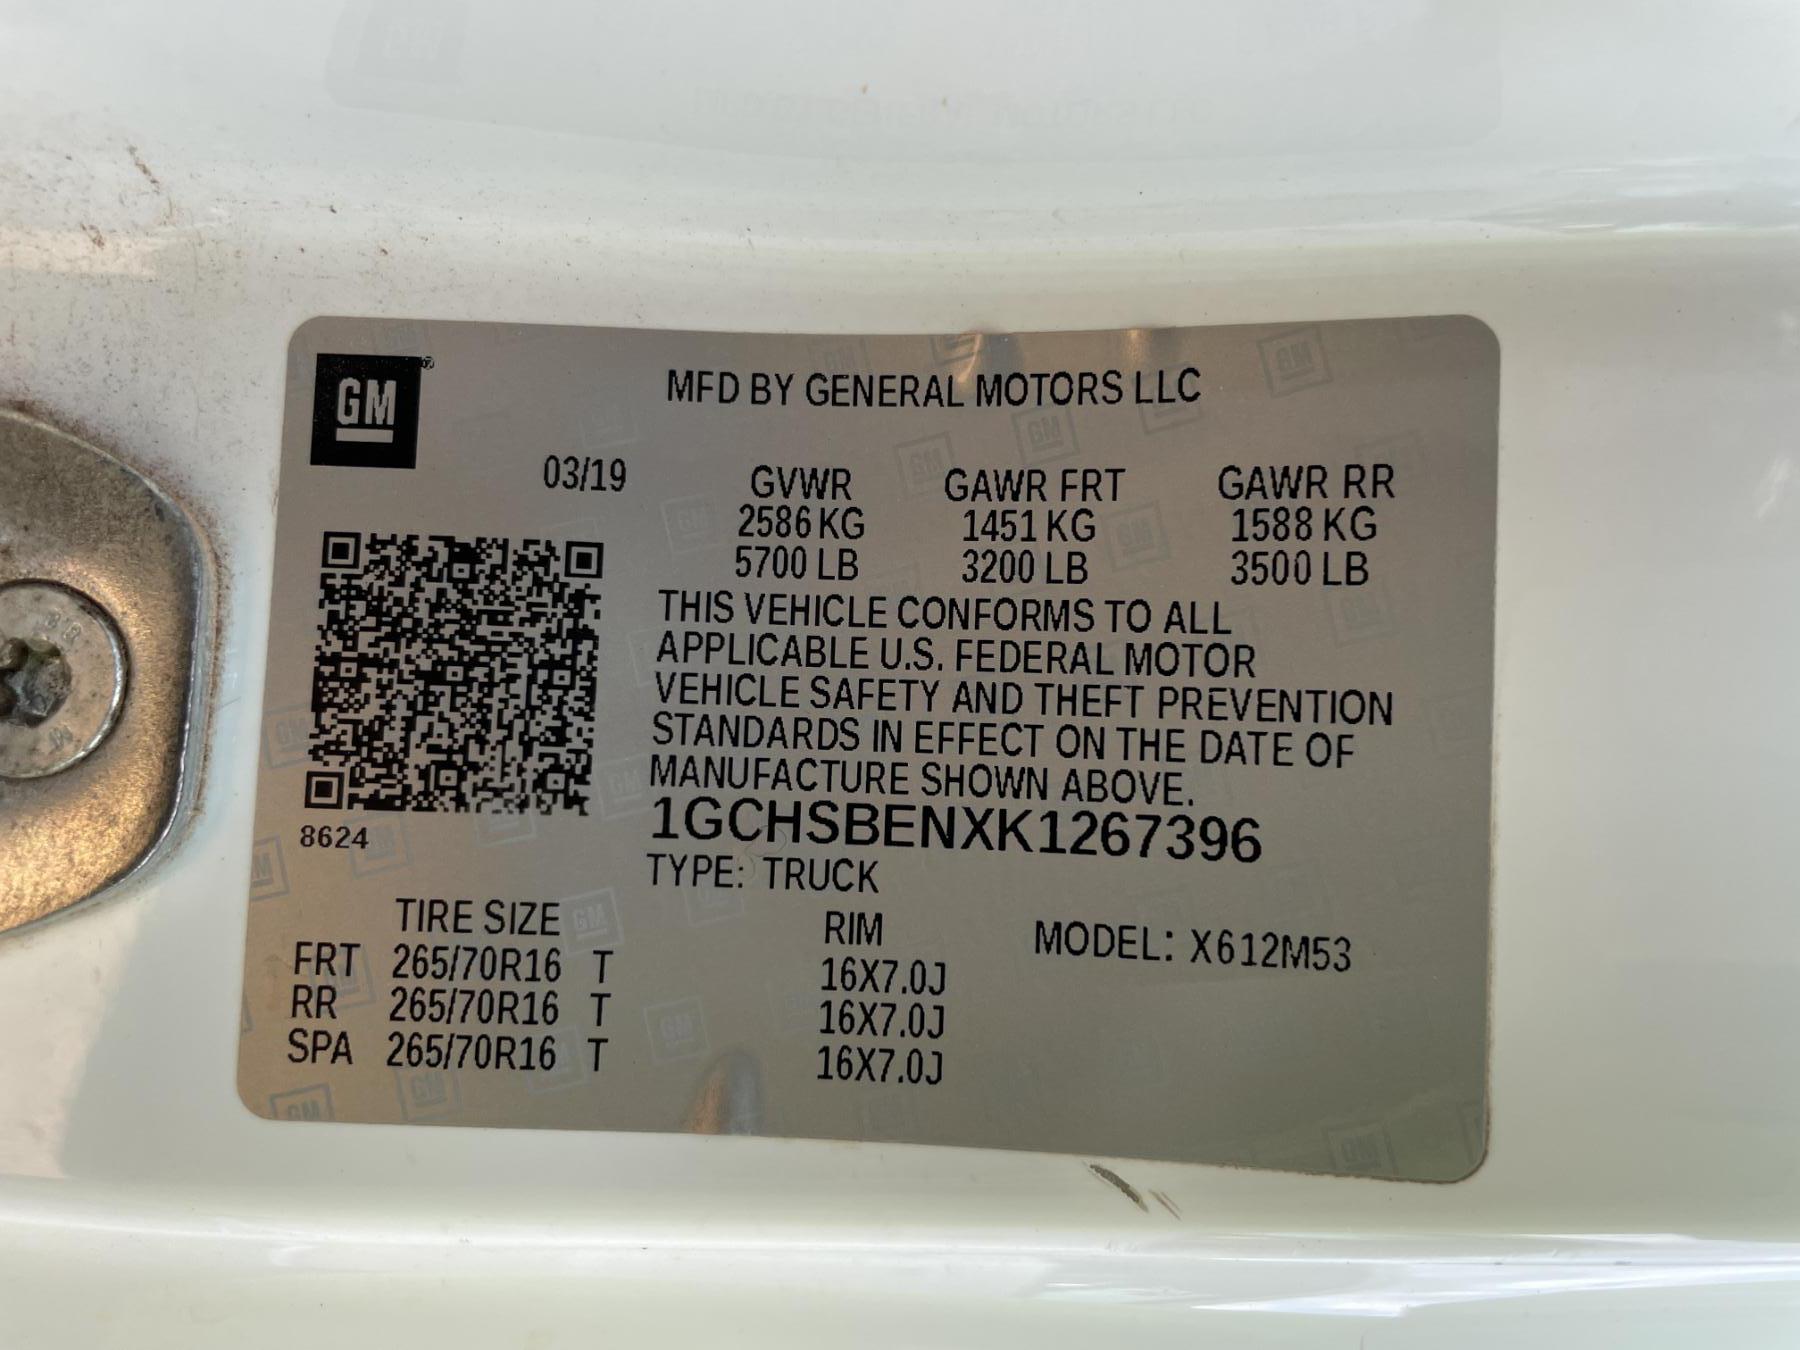 GM
MFD BY GENERAL MOTORS LLC
03/19
GVWR GAWR FRT GAWR RR
2586 KG 1451 KG 1588 KG
5700 LB 3200 LB 3500 LB
THIS VEHICLE CONFORMS TO ALL
APPLICABLE U.S. FEDERAL MOTOR
VEHICLE SAFETY AND THEFT PREVENTION
STANDARDS IN EFFECT ON THE DATE OF
MANUFACTURE SHOWN ABOVE.
1GCHSBENXK1267396
8624
TYPE: TRUCK
TIRE SIZE RIM MODEL: X612M53
FRT 265/70R16 T 16X7.0J
RR 265/70R16 T 16X7.0J
SPA 265/70R16 T 16X7.0J